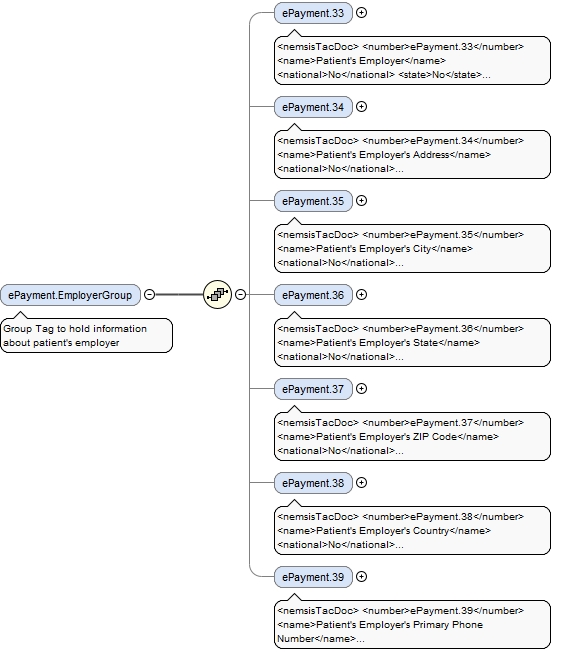 ePayment.33
<nemsisTacDoc> <number>ePayment.33</number>
<name>Patient's Employer</name>
<national>No</national> <state>No</state>...
ePayment.34
<nemsisTacDoc> <number>ePayment.34</number>
<name>Patient's Employer's Address</name>
<national>No</national>...
ePayment.35
<nemsisTacDoc> <number>ePayment.35</number>
<name>Patient's Employer's City</name>
<national>No</national>...
ePayment.EmployerGroup
Group Tag to hold information
about patient's employer
ePayment.36
<nemsisTacDoc> <number>ePayment.36</number>
<name>Patient's Employer's State</name>
<national>No</national>...
ePayment.37
<nemsisTacDoc> <number>ePayment.37</number>
<name>Patient's Employer's ZIP Code</name>
<national>No</national>...
ePayment.38
<nemsisTacDoc> <number>ePayment.38</number>
<name>Patient's Employer's Country</name>
<national>No</national>...
ePayment.39
<nemsisTacDoc> <number>ePayment.39</number>
<name>Patient's Employer's Primary Phone
Number</name>...